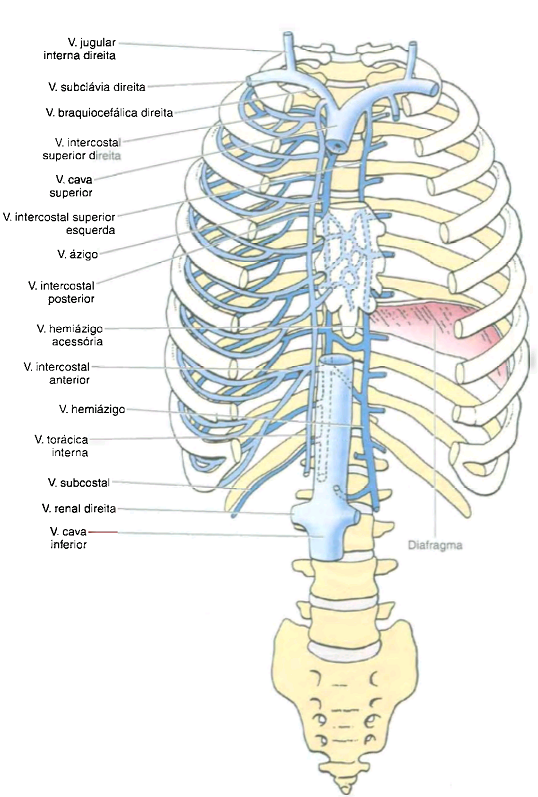 V. jugular
interna direita
V. subclávia direita
V. braquiocefálica direita
V. intercostal
superior direita
V. cava
superior
V. intercostal superior
esquerda
V. ázigo
V. intercostal
posterior
V. hemiázigo
acessória
V. intercostal
anterior
V. hemiázigo
V. torácica
interna
V. subcostal
V. renal direita
V. cava
inferior
Diafragma